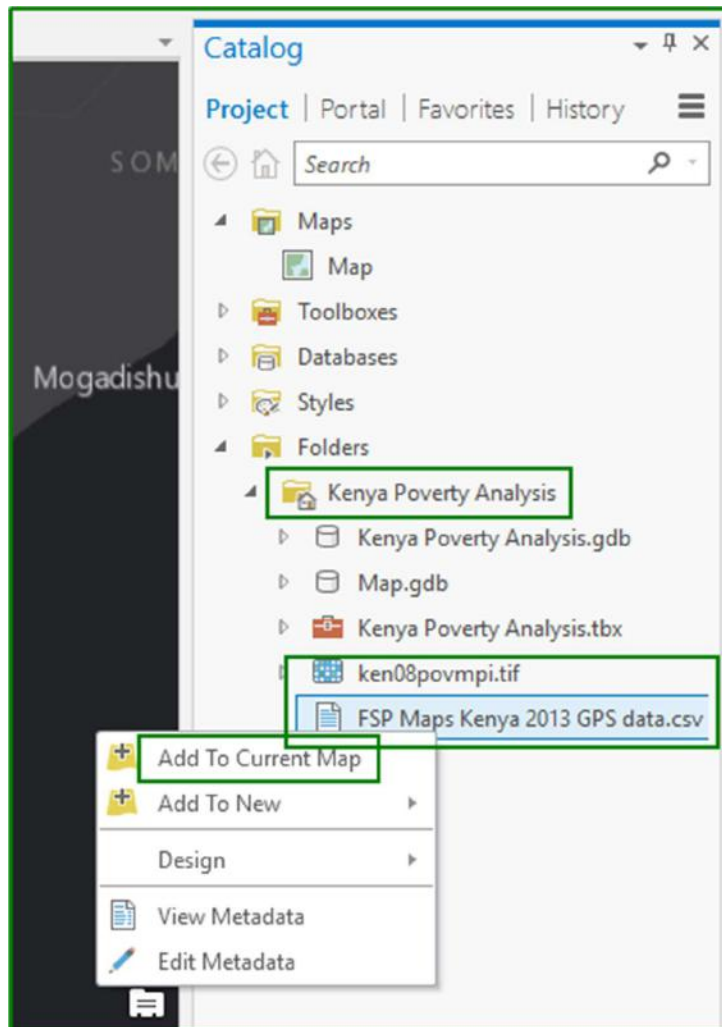 Catalog
Project | Portal | Favorites | History
SOM
Search
Maps
Map
Toolboxes
Databases
Mogadishu
Styles
Folders
Kenya Poverty Analysis
Kenya Poverty Analysis.gdb
Map.gdb
Kenya Poverty Analysis.tbx
ken08povmpi.tif
FSP Maps Kenya 2013 GPS data.csv
Add To Current Map
Add To New
Design
View Metadata
Edit Metadata